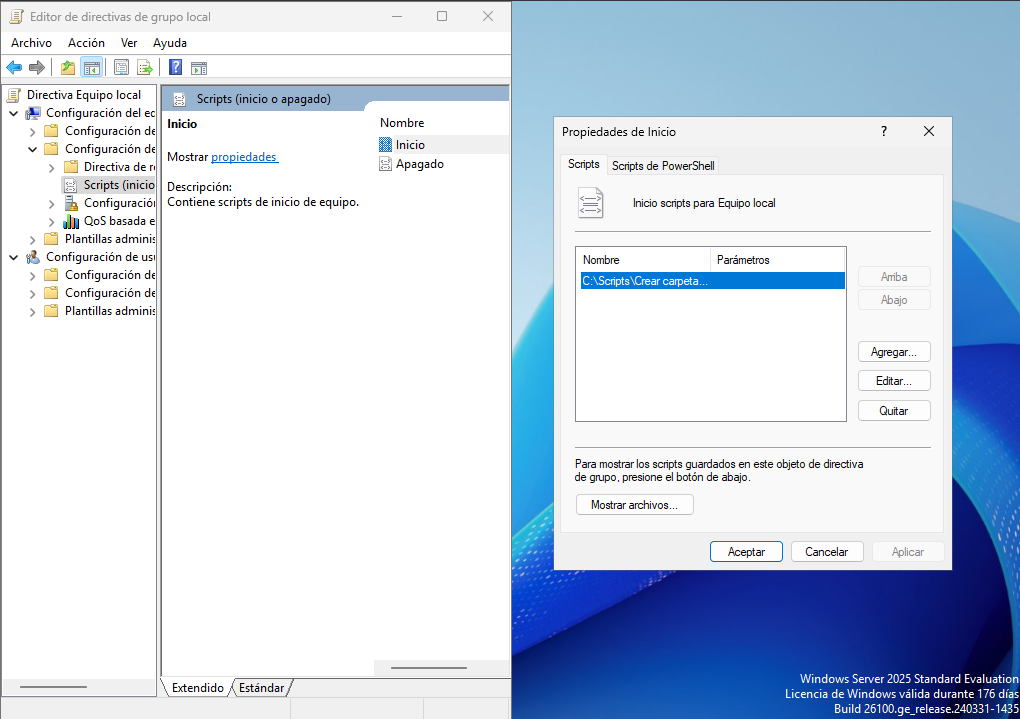 Editor de directivas de grupo local
Archivo Acción Ver Ayuda
Directiva Equipo local
Configuración del eq
Configuración de
Configuración de
Directiva de r
Scripts (inicio
Configuración
QoS basada e
Plantillas adminis
Configuración de usu
Configuración de
Configuración de
Plantillas adminis
Scripts (inicio o apagado)
Inicio
Mostrar propiedades
Descripción:
Contiene scripts de inicio de equipo.
Nombre
Inicio
Apagado
Extendido Estándar
Propiedades de Inicio ?
Scripts Scripts de PowerShell
Inicio scripts para Equipo local
Nombre Parámetros
C:\Scripts\Crear carpeta...
Arriba
Abajo
Agregar...
Editar...
Quitar
Para mostrar los scripts guardados en este objeto de directiva
de grupo, presione el botón de abajo.
Mostrar archivos...
Aceptar Cancelar Aplicar
Windows Server 2025 Standard Evaluation
Licencia de Windows válida durante 176 días
Build 26100.ge_release.240331-1435